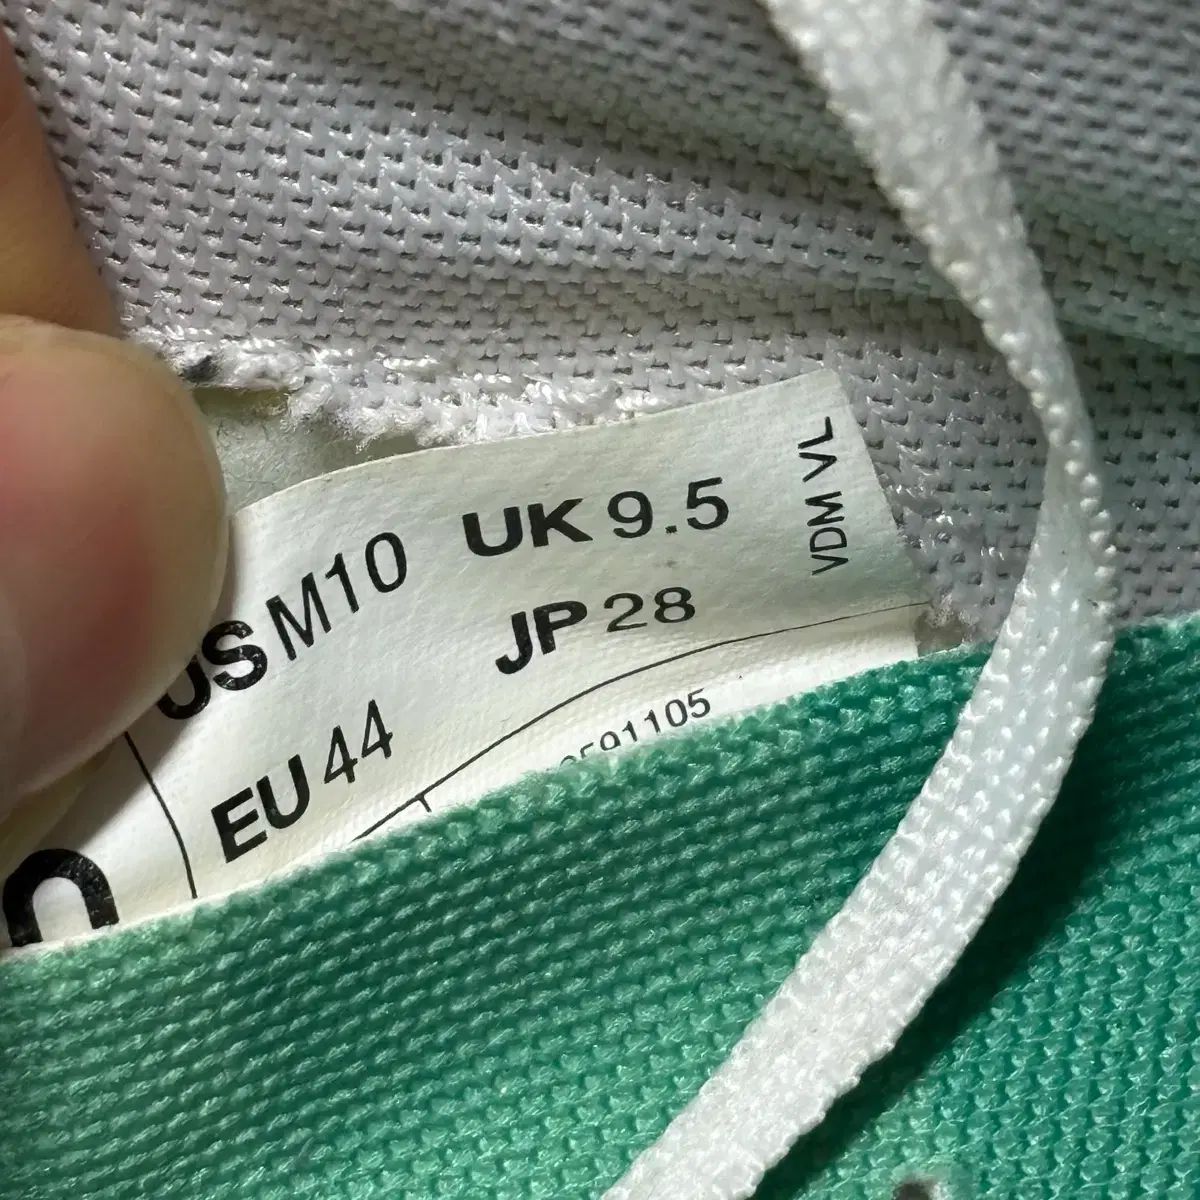 US M10 UK 9.5
EU 44 JP 28
VDM VL